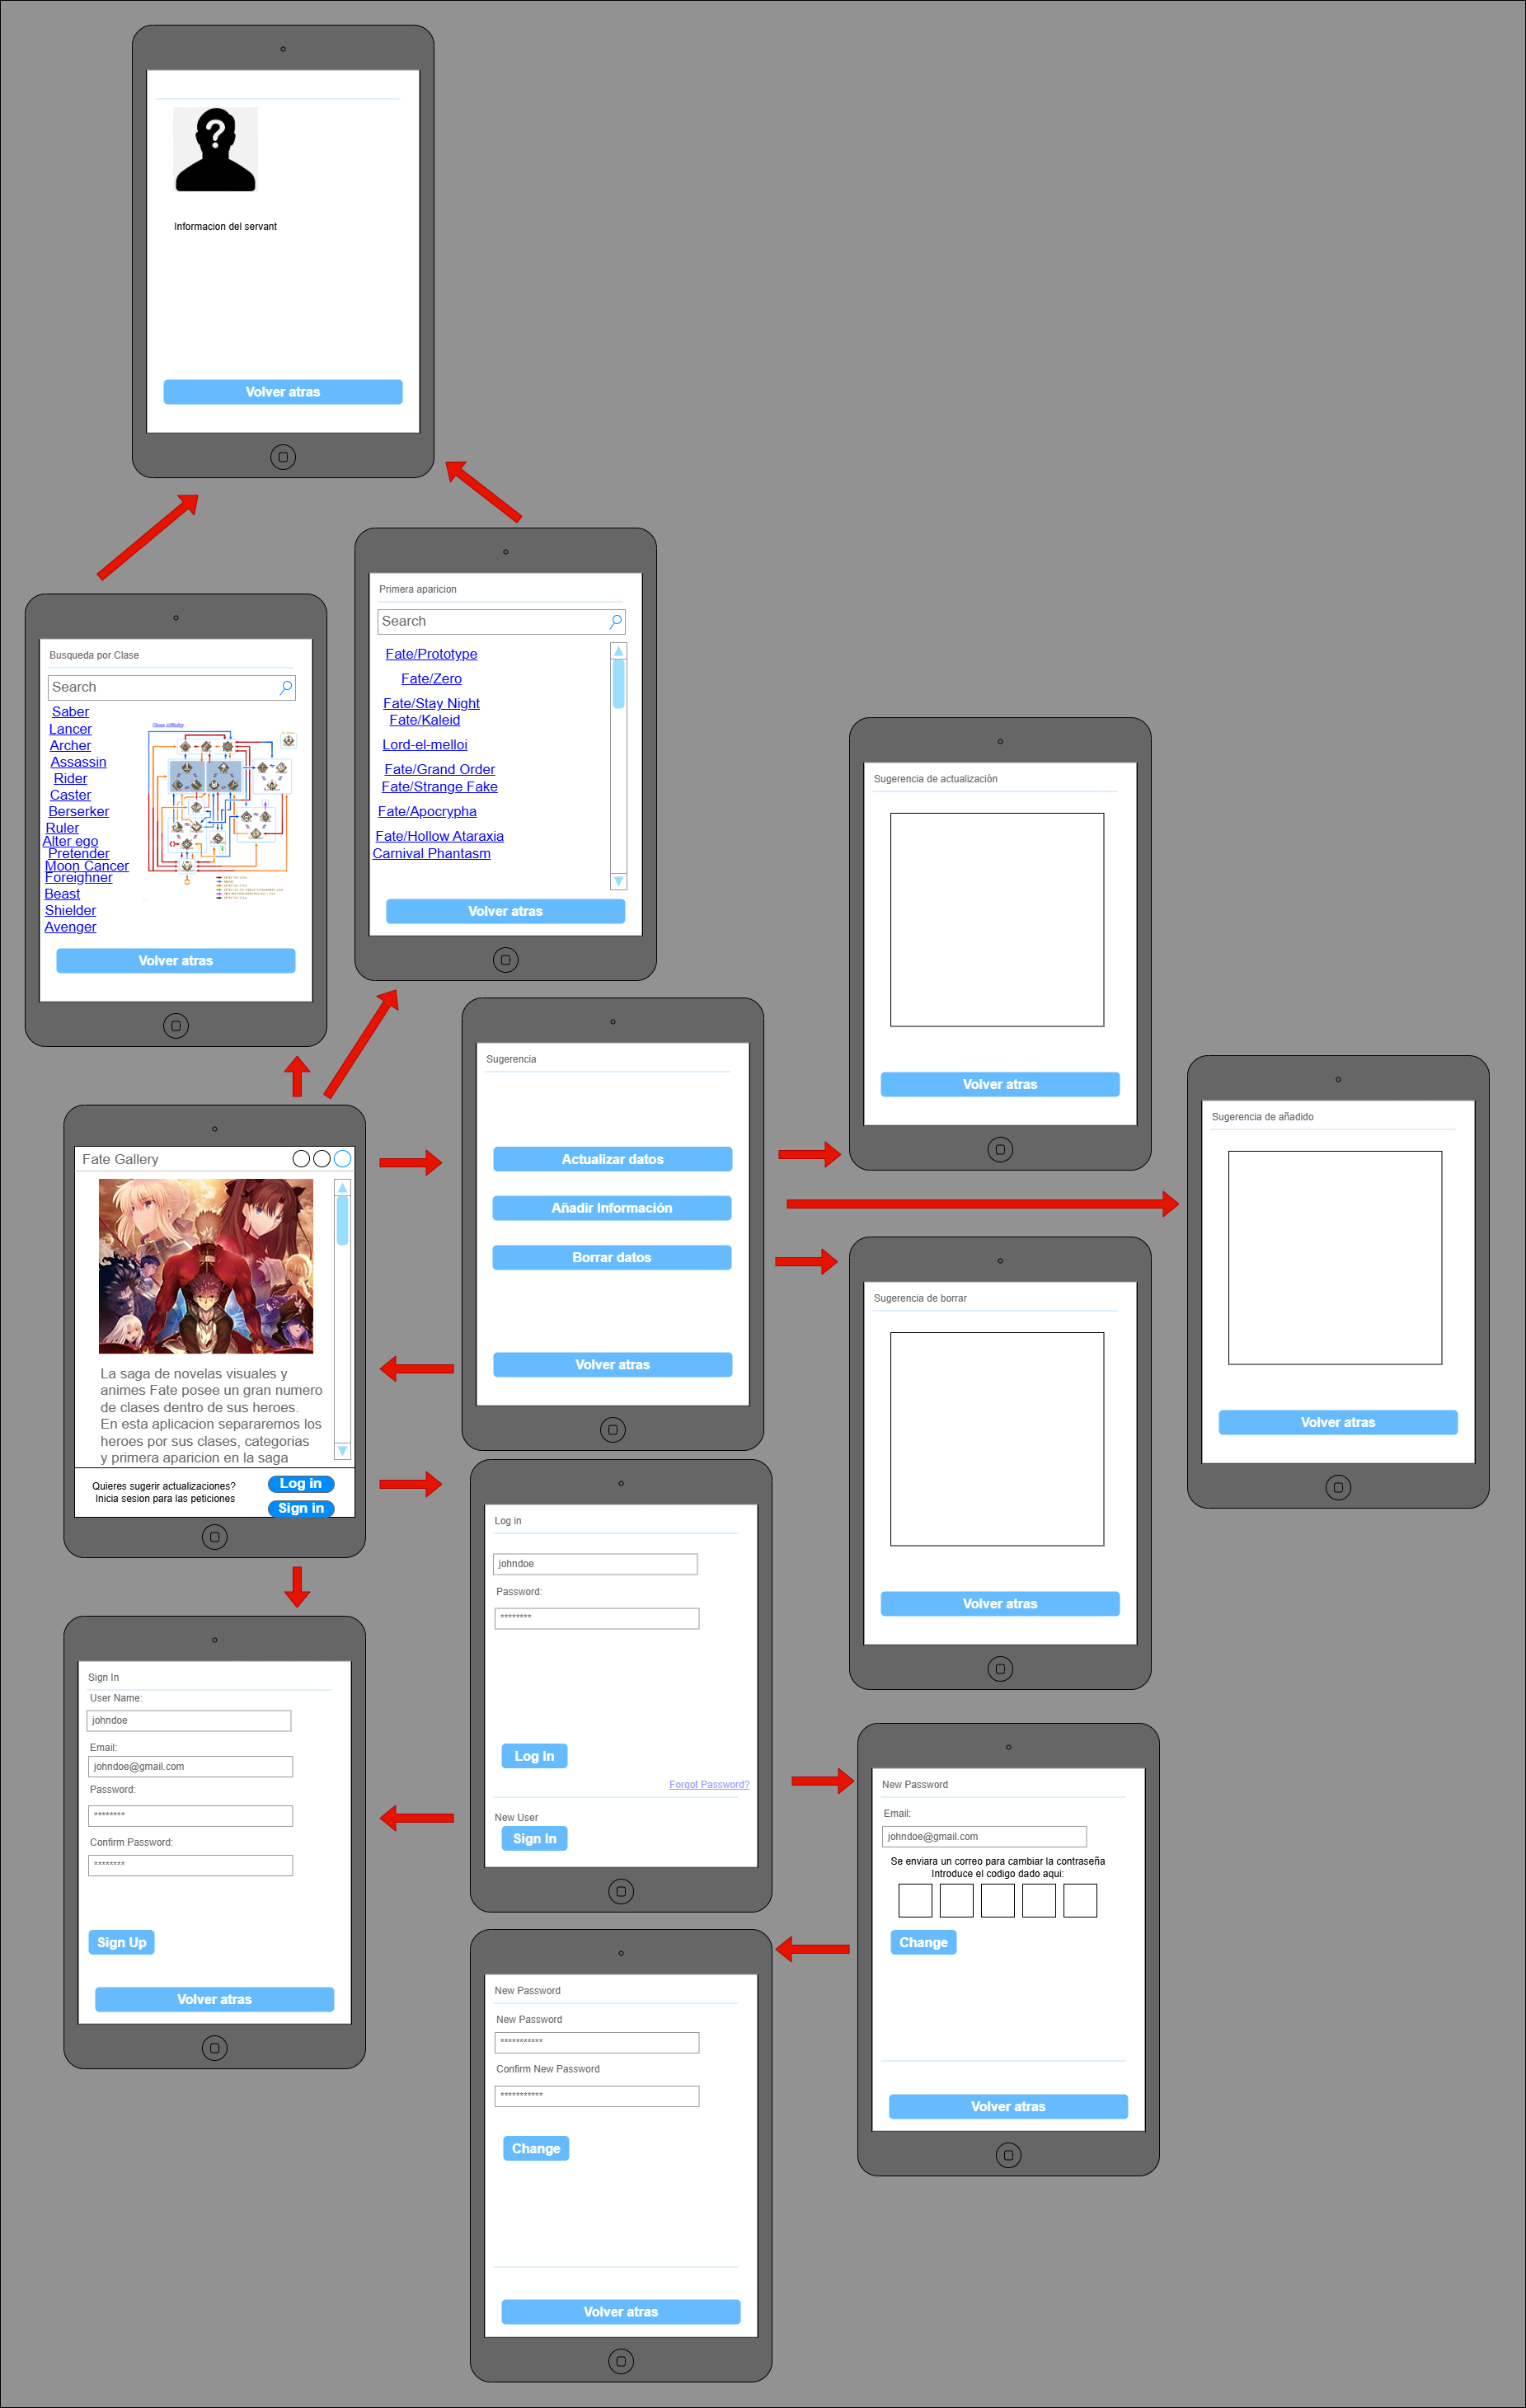 ?
Informacion del servant
Volver atras
Primera aparicion
Search
Fate/Prototype
Fate/Zero
Fate/Stay Night
Fate/Kaleid
Lord-el-melloi
Fate/Grand Order
Fate/Strange Fake
Fate/Apocrypha
Fate/Hollow Ataraxia
Carnival Phantasm
Volver atras
Busqueda por Clase
Search
Saber
Lancer
Archer
Assassin
Rider
Caster
Berserker
Ruler
Alter ego
Pretender
Moon Cancer
Foreighner
Beast
Shielder
Avenger
Class Affinity
Volver atras
Sugerencia de actualización
Volver atras
Sugerencia
Actualizar datos
Añadir Información
Borrar datos
Volver atras
Sugerencia de añadido
Volver atras
Fate Gallery
La saga de novelas visuales y
animes Fate posee un gran numero
de clases dentro de sus heroes.
En esta aplicacion separaremos los
heroes por sus clases, categorias
y primera aparicion en la saga
Quieres sugerir actualizaciones?
Inicia sesion para las peticiones
Log in
Sign in
Sugerencia de borrar
Volver atras
Log in
johndoe
Password:
********
Log In
Forgot Password?
New User
Sign In
Sign In
User Name:
johndoe
Email:
johndoe@gmail.com
Password:
********
Confirm Password:
********
Sign Up
Volver atras
New Password
Email:
johndoe@gmail.com
Se enviara un correo para cambiar la contraseña
Introduce el codigo dado aqui:
Change
Volver atras
New Password
New Password
***********
Confirm New Password
***********
Change
Volver atras